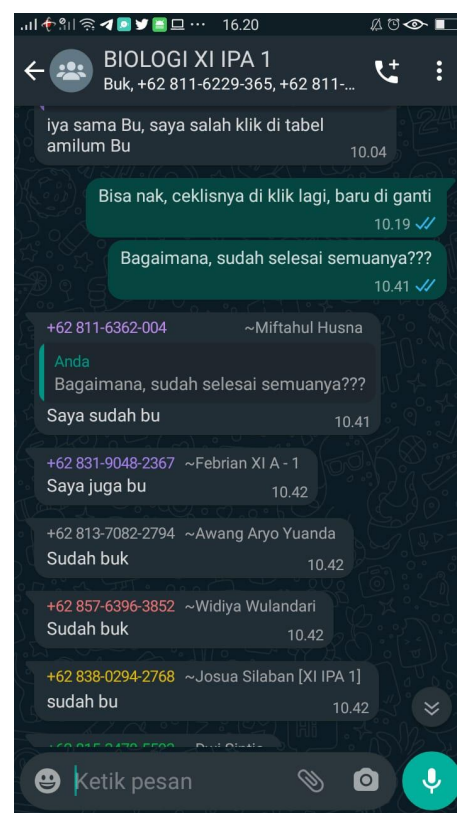 16.20
BIOLOGI XI IPA 1
Buk, +62 811-6229-365, +62 811-...
iya sama Bu, saya salah klik di tabel
amilum Bu
10.04
Bisa nak, ceklisnya di klik lagi, baru di ganti
10.19
Bagaimana, sudah selesai semuanya???
10.41
+62 811-6362-004 ~Miftahul Husna
Anda
Bagaimana, sudah selesai semuanya???
Saya sudah bu
10.41
+62 831-9048-2367 ~Febrian XI A - 1
Saya juga bu
10.42
+62 813-7082-2794 ~Awang Aryo Yuanda
Sudah buk
10.42
+62 857-6396-3852 ~Widiya Wulandari
Sudah buk
10.42
+62 838-0294-2768 ~Josua Silaban [XI IPA 1]
sudah bu
10.42
Ketik pesan